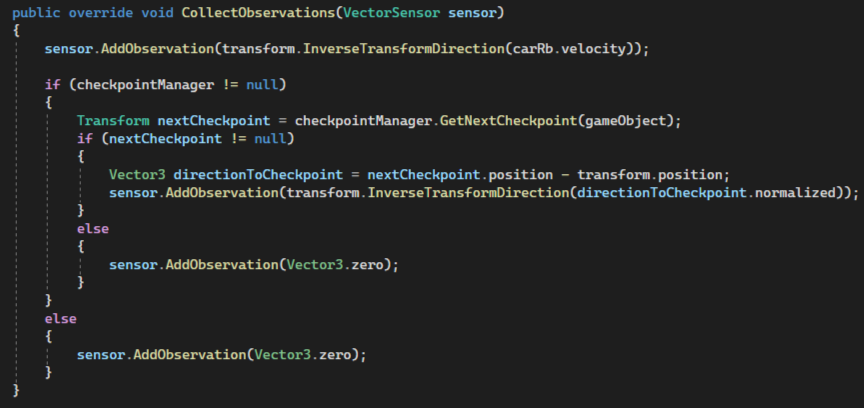 public override void CollectObservations(VectorSensor sensor)
{
    sensor.AddObservation(transform.InverseTransformDirection(carRb.velocity));

    if (checkpointManager != null)
    {
        Transform nextCheckpoint = checkpointManager.GetNextCheckpoint(gameObject);
        if (nextCheckpoint != null)
        {
            Vector3 directionToCheckpoint = nextCheckpoint.position - transform.position;
            sensor.AddObservation(transform.InverseTransformDirection(directionToCheckpoint.normalized));
        }
        else
        {
            sensor.AddObservation(Vector3.zero);
        }
    }
    else
    {
        sensor.AddObservation(Vector3.zero);
    }
}